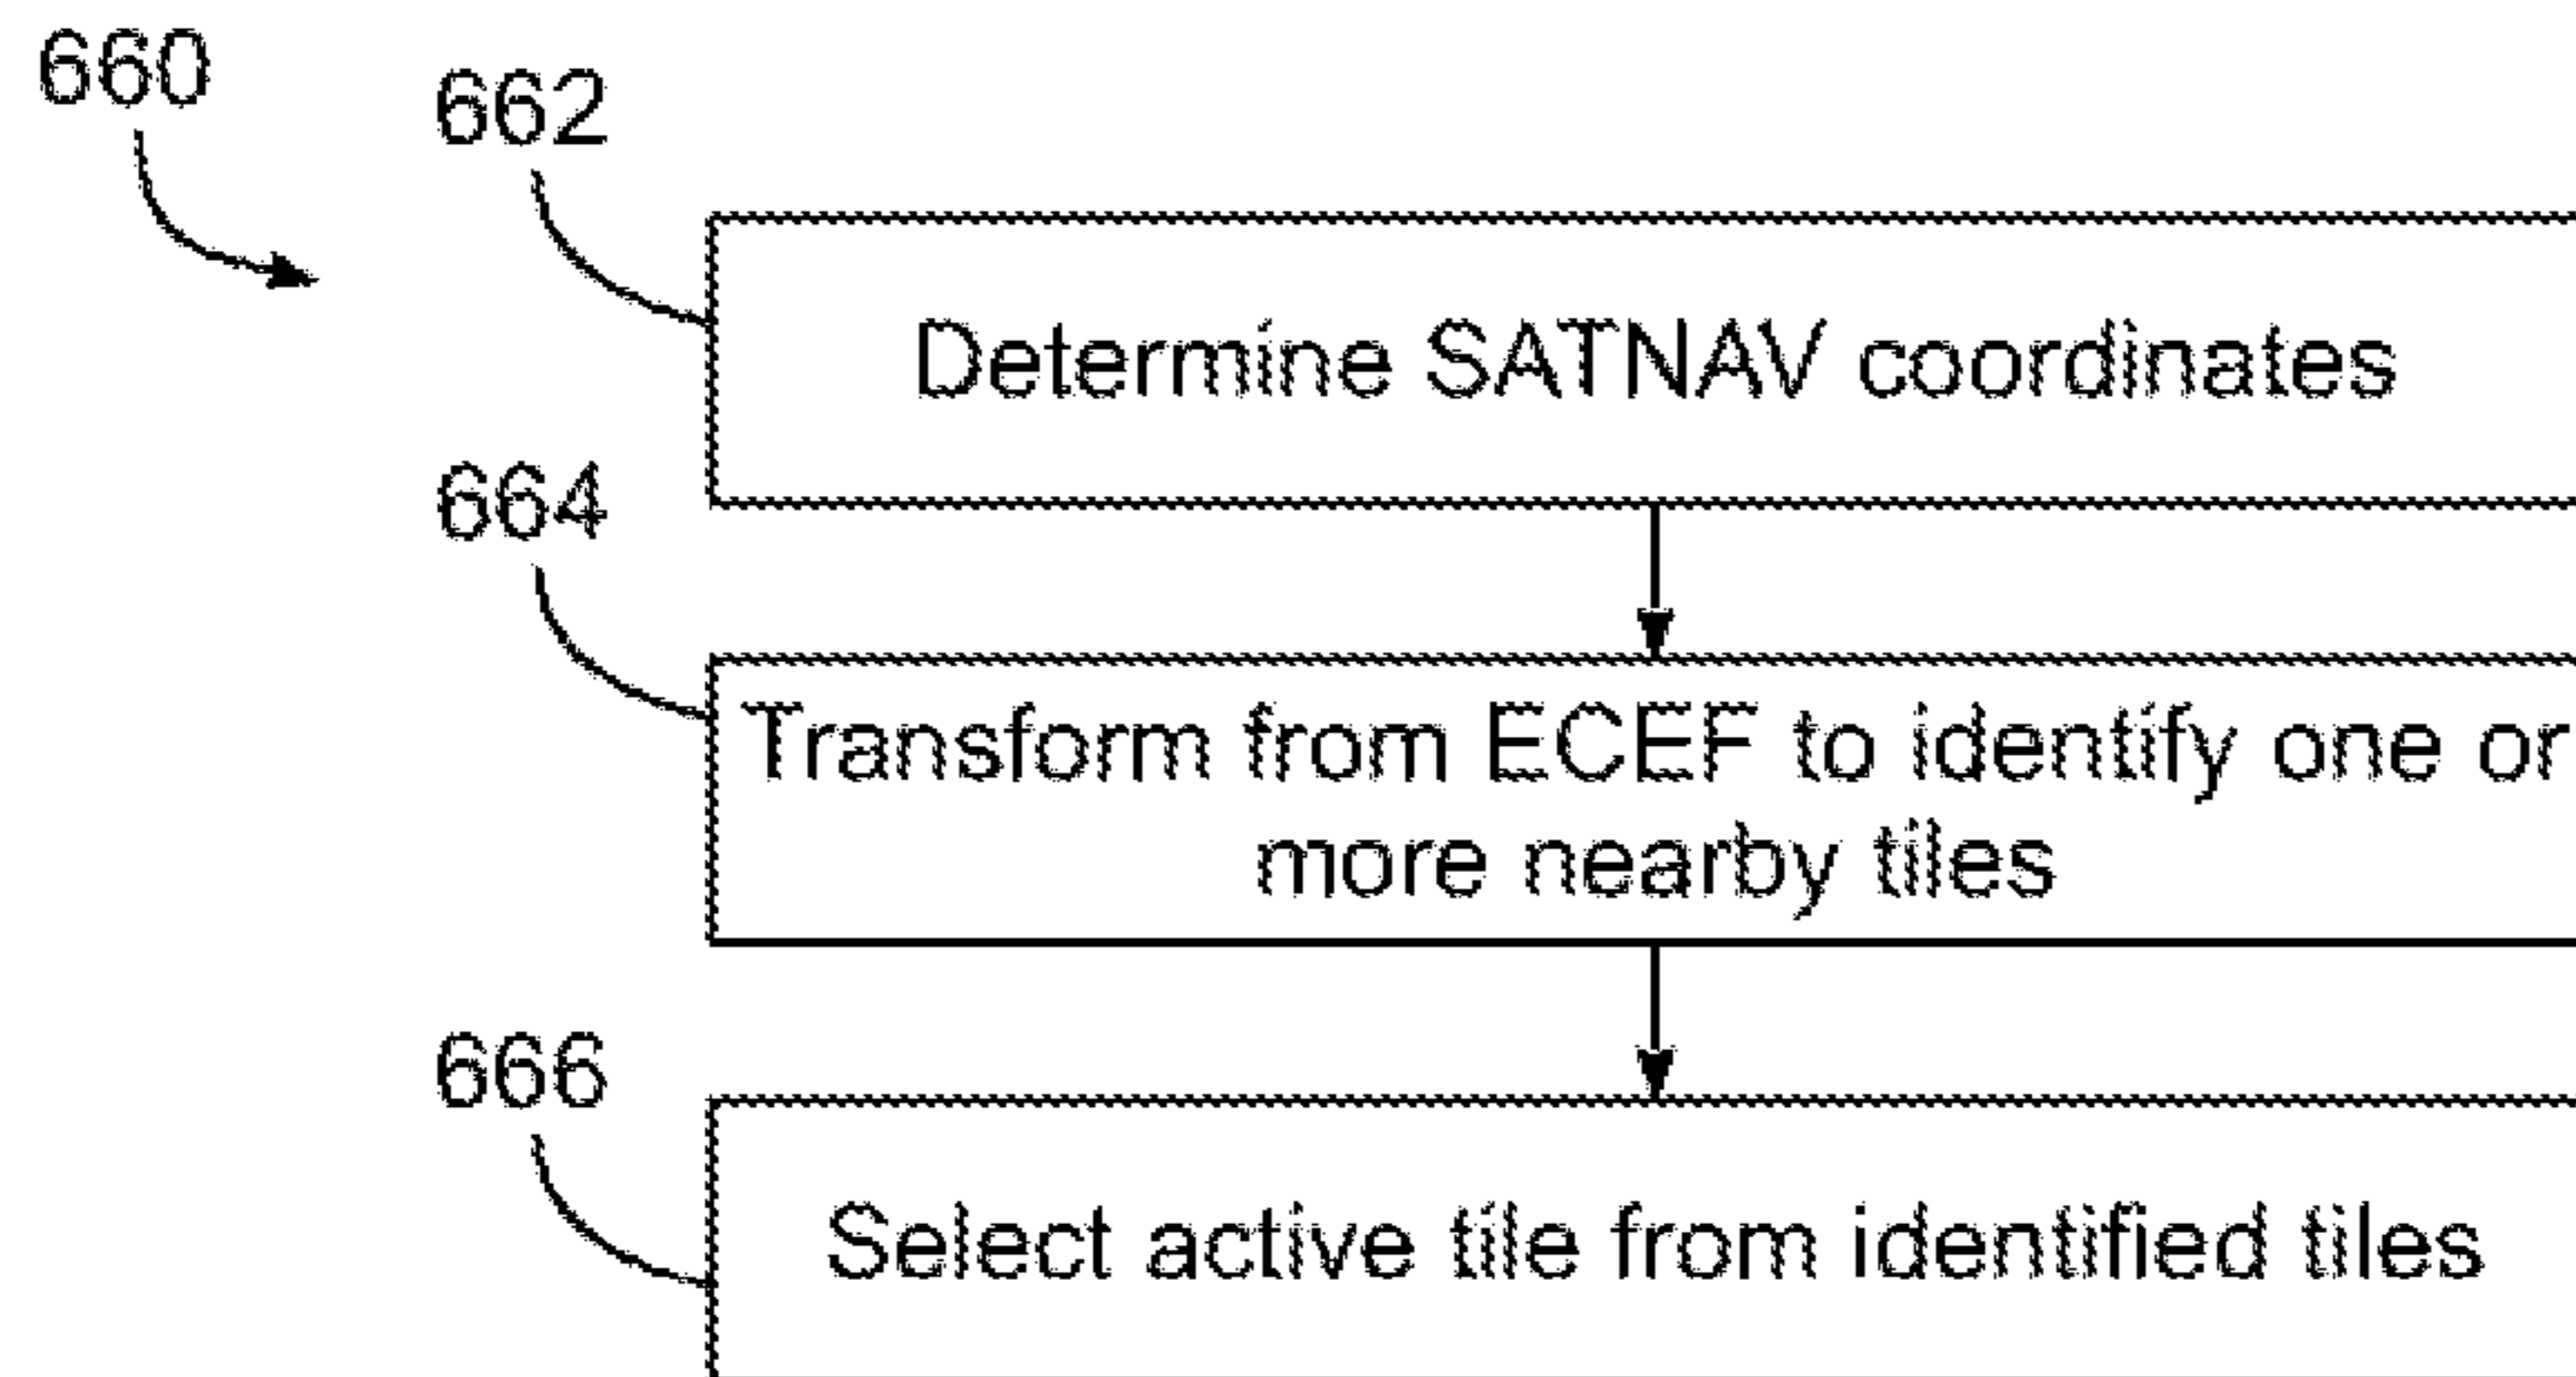 660
662
Determine SATNAV coordinates
664
Transform from ECEF to identify one or
more nearby tiles
666
Select active tile from identified tiles